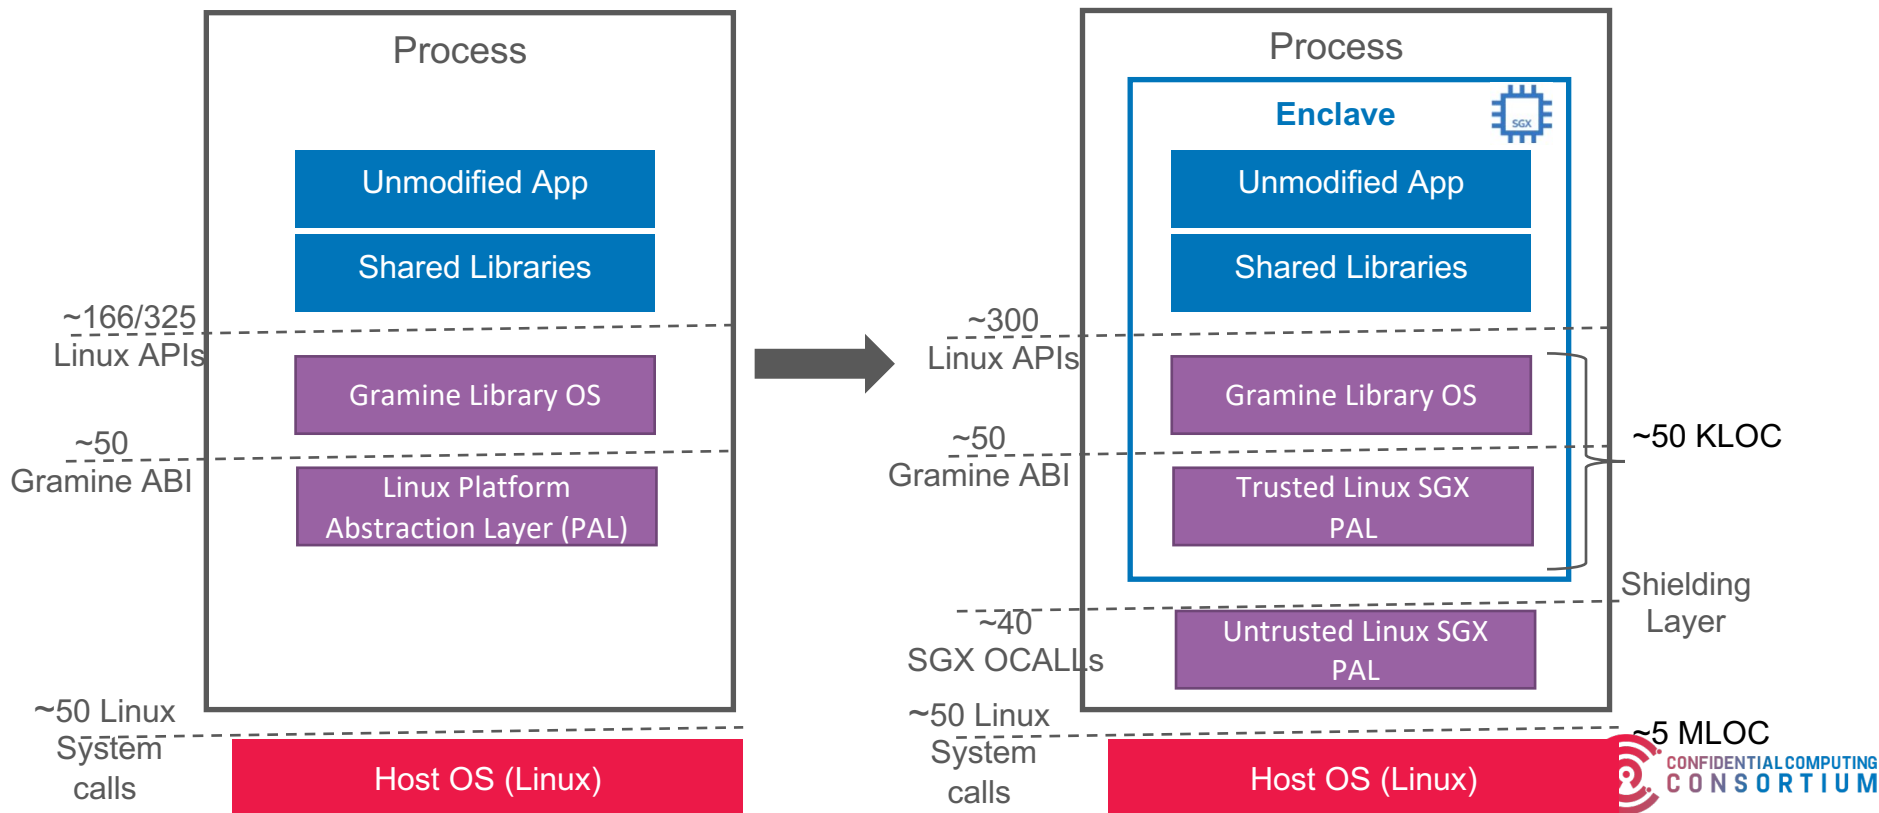 Process
Unmodified App
Shared Libraries
~166/325
Linux APIs
Gramine Library OS
~50
Gramine ABI
Linux Platform
Abstraction Layer (PAL)
~50 Linux
System
calls
Host OS (Linux)
Process
Enclave
SGX
Unmodified App
Shared Libraries
~300
Linux APIs
Gramine Library OS
~50
Gramine ABI
~50 KLOC
Trusted Linux SGX
PAL
Shielding
Layer
~40
SGX OCALLs
Untrusted Linux SGX
PAL
~50 Linux
System
calls
~5 MLOC
Host OS (Linux)
CONFIDENTIAL COMPUTING
CONSORTIUM